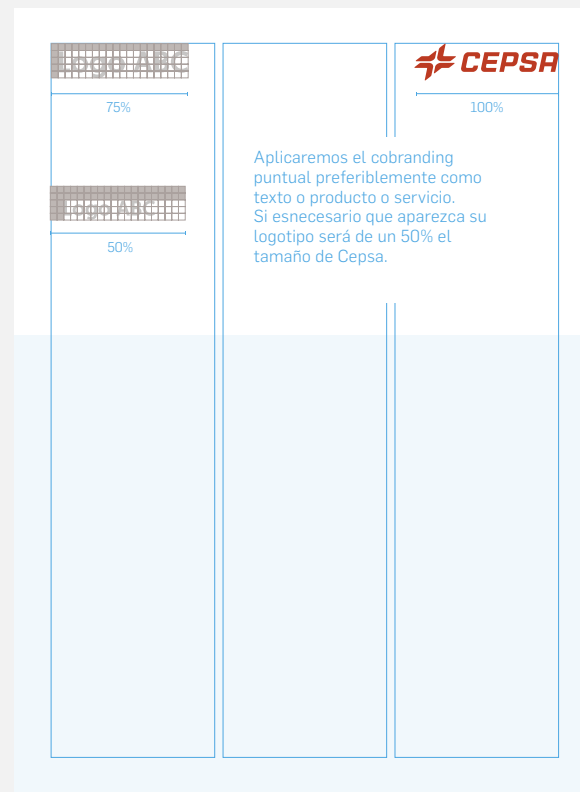 Logo ABC
CEPSA
75%
100%
Aplicaremos el cobranding
puntual preferiblemente como
texto o producto o servicio.
Si esnecesario que aparezca su
logotipo será de un 50% el
tamaño de Cepsa.
Logo ABC
50%